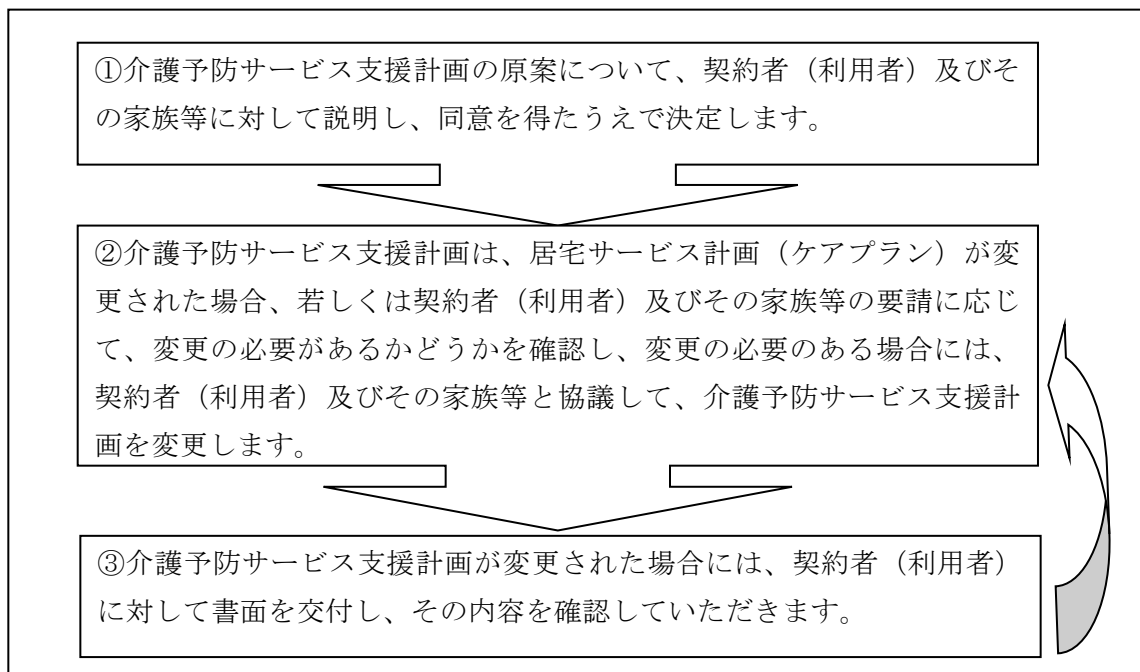 ①介護予防サービス支援計画の原案について、契約者（利用者）及びそ
の家族等に対して説明し、同意を得たうえで決定します。
②介護予防サービス支援計画は、居宅サービス計画（ケアプラン）が変
更された場合、若しくは契約者（利用者）及びその家族等の要請に応じ
て、変更の必要があるかどうかを確認し、変更の必要のある場合には、
契約者（利用者）及びその家族等と協議して、介護予防サービス支援計
画を変更します。
③介護予防サービス支援計画が変更された場合には、契約者（利用者）
に対して書面を交付し、その内容を確認していただきます。